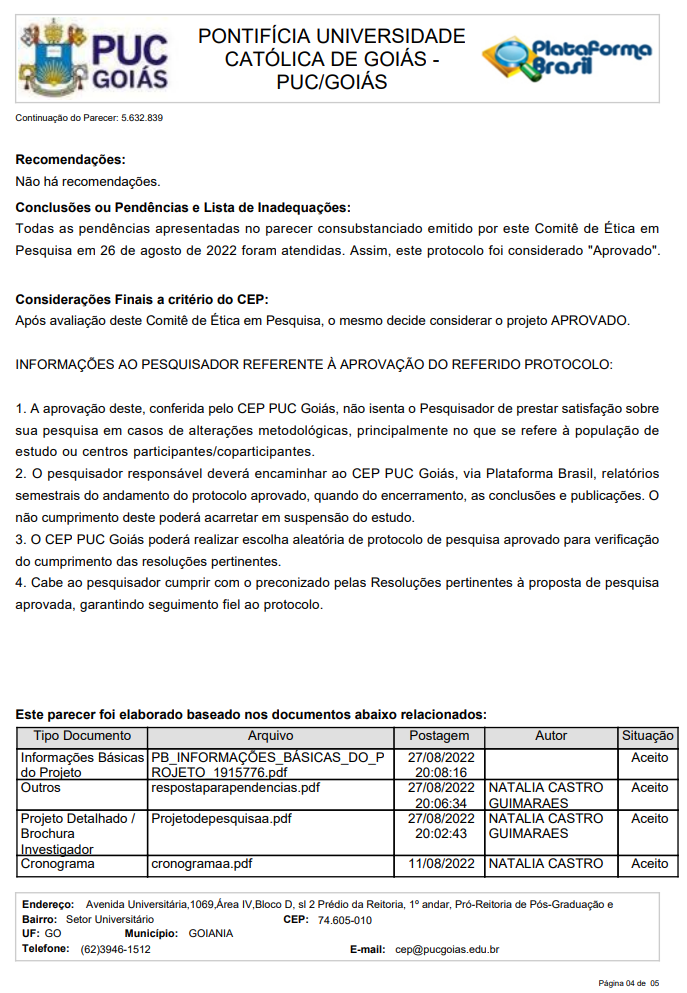 PUC
GOIÁS
PONTIFÍCIA UNIVERSIDADE
CATÓLICA DE GOIÁS -
PUC/GOIÁS
Plataforma
Brasil
Continuação do Parecer: 5.632.839
Recomendações:
Não há recomendações.
Conclusões ou Pendências e Lista de Inadequações:
Todas as pendências apresentadas no parecer consubstanciado emitido por este Comitê de Ética em
Pesquisa em 26 de agosto de 2022 foram atendidas. Assim, este protocolo foi considerado "Aprovado".
Considerações Finais a critério do CEP:
Após avaliação deste Comitê de Ética em Pesquisa, o mesmo decide considerar o projeto APROVADO.
INFORMAÇÕES AO PESQUISADOR REFERENTE À APROVAÇÃO DO REFERIDO PROTOCOLO:
1. A aprovação deste, conferida pelo CEP PUC Goiás, não isenta o Pesquisador de prestar satisfação sobre
sua pesquisa em casos de alterações metodológicas, principalmente no que se refere à população de
estudo ou centros participantes/coparticipantes.
2. O pesquisador responsável deverá encaminhar ao CEP PUC Goiás, via Plataforma Brasil, relatórios
semestrais do andamento do protocolo aprovado, quando do encerramento, as conclusões e publicações. O
não cumprimento deste poderá acarretar em suspensão do estudo.
3. O CEP PUC Goiás poderá realizar escolha aleatória de protocolo de pesquisa aprovado para verificação
do cumprimento das resoluções pertinentes.
4. Cabe ao pesquisador cumprir com o preconizado pelas Resoluções pertinentes à proposta de pesquisa
aprovada, garantindo seguimento fiel ao protocolo.
Este parecer foi elaborado baseado nos documentos abaixo relacionados:
Tipo Documento Arquivo Postagem Autor Situação
Informações Básicas PB_INFORMAÇÕES_BÁSICAS_DO_P 27/08/2022 Aceito
do Projeto ROJETO_1915776.pdf 20:08:16
Outros respostaparapendencias.pdf 27/08/2022 NATALIA CASTRO Aceito
20:06:34 GUIMARAES
Projeto Detalhado / Projetodepesquisaa.pdf 27/08/2022 NATALIA CASTRO Aceito
Brochura 20:02:43 GUIMARAES
Investigador
Cronograma cronogramaa.pdf 11/08/2022 NATALIA CASTRO Aceito
Endereço: Avenida Universitária,1069,Área IV,Bloco D, sl 2 Prédio da Reitoria, 1º andar, Pró-Reitoria de Pós-Graduação e
Bairro: Setor Universitário CEP: 74.605-010
UF: GO Município: GOIANIA
Telefone: (62)3946-1512 E-mail: cep@pucgoias.edu.br
Página 04 de 05